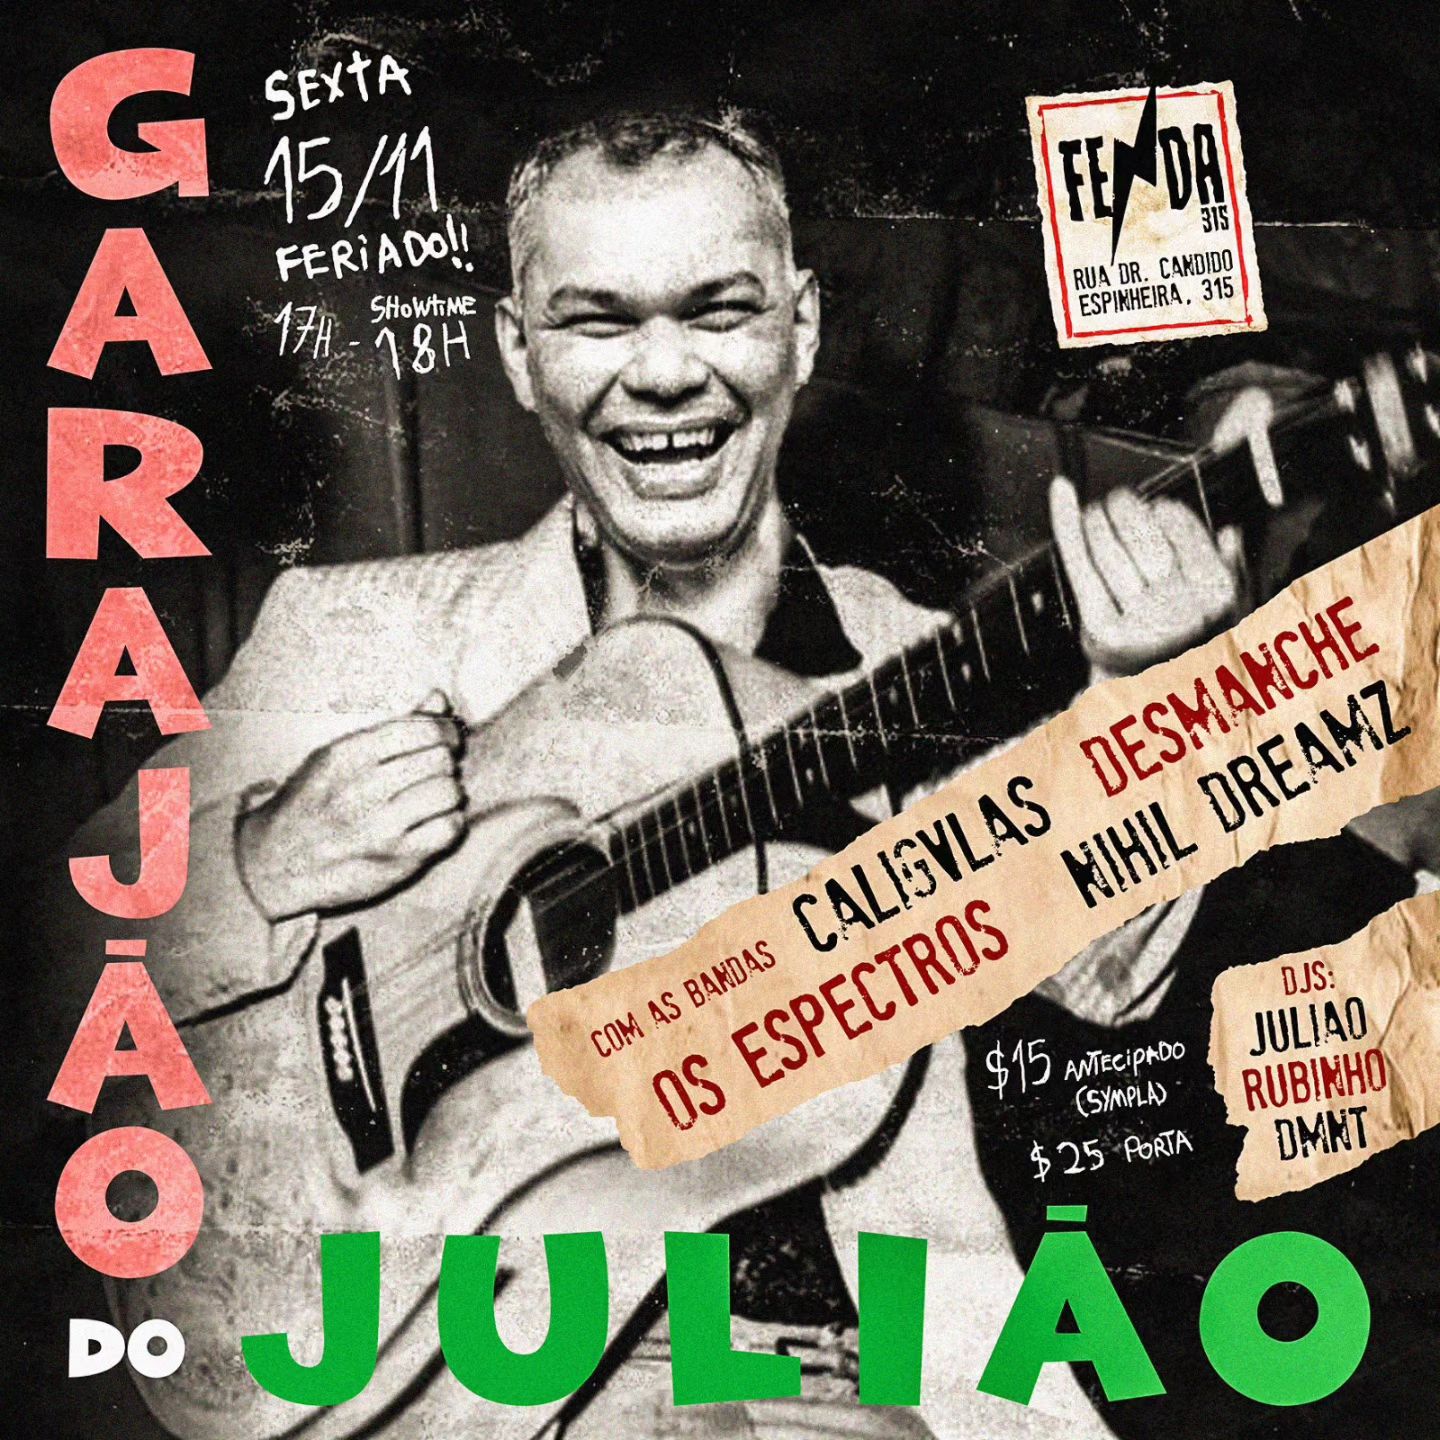 GARAJÃO
DO
JULIÃO
SEXTA
15/11
FERIADO!!
17H - SHOWTIME 18H
FENDA
315
RUA DR. CANDIDO
ESPINHEIRA, 315
COM AS BANDAS CALIGVLAS DESMANCHE
OS ESPECTROS NIHIL DREAMZ
$15 ANTECIPADO
(SYMPLA)
$25 PORTA
DJS:
JULIAO
RUBINHO
DMNT